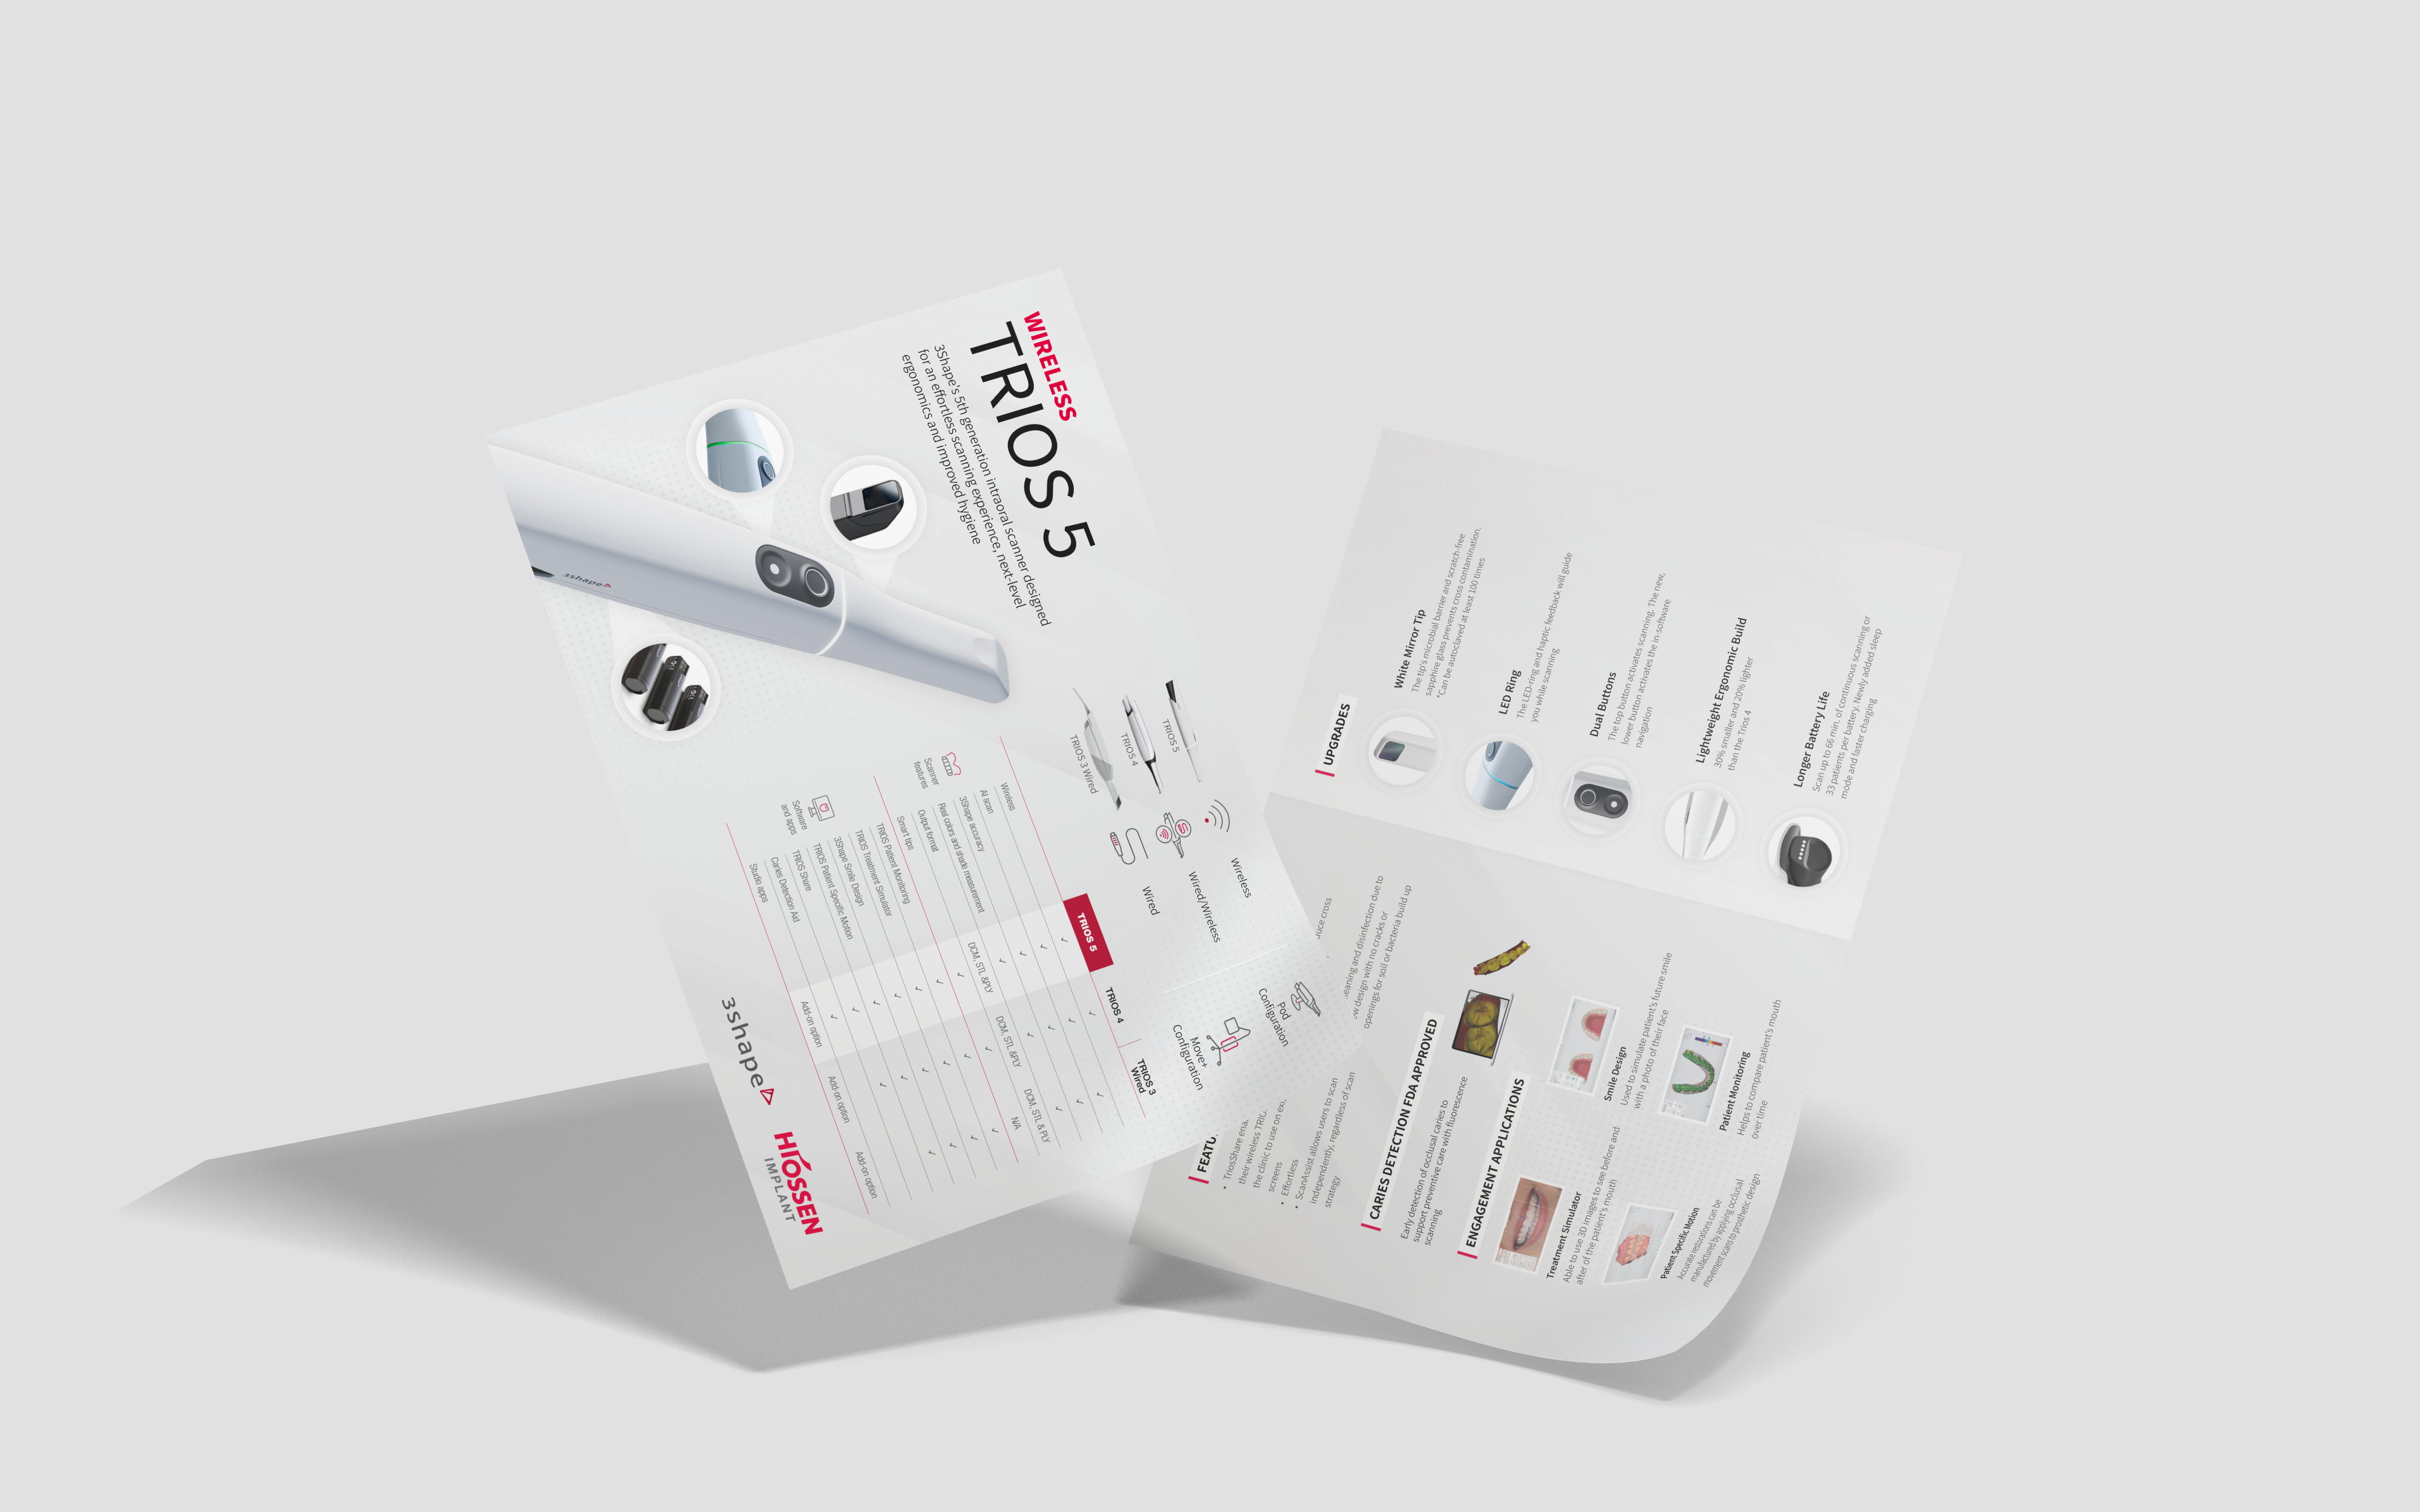 WIRELESS
TRIOS 5
3Shape's 5th generation intraoral scanner designed
for an effortless scanning experience, next-level
ergonomics and improved hygiene
3shape
TRIOS 5
TRIOS 4
TRIOS 3 Wired
Wireless
Wired/Wireless
Wired
Pod
Configuration
Move+
Configuration
TRIOS 5
TRIOS 4
TRIOS 3
Wired
Scanner
features
Wireless
AI scan
3Shape accuracy
Real colors and shade measurement
Output format
DCM, STL &PLY
DCM, STL &PLY
DCM, STL & PLY
Smart tips
N/A
Software
and apps
TRIOS Patient Monitoring
TRIOS Treatment Simulator
3Shape Smile Design
TRIOS Patient Specific Motion
TRIOS Share
Caries Detection Aid
Studio apps
Add-on option
Add-on option
Add-on option
3shape
HIOSSEN
IMPLANT
UPGRADES
White Mirror Tip
The tip's microbial barrier and scratch-free
sapphire glass prevents cross contamination.
*Can be autoclaved at least 100 times
LED Ring
The LED-ring and haptic feedback will guide
you while scanning
Dual Buttons
The top button activates scanning. The new,
lower button activates the in-software
navigation
Lightweight Ergonomic Build
30% smaller and 20% lighter
than the Trios 4
Longer Battery Life
Scan up to 66 min. of continuous scanning or
33 patients per battery. Newly added sleep
mode and faster charging
cross
disinfection due to
design with no cracks or
openings for soil or bacteria build up
• TriosShare
their wireless
the clinic to use on
screens
• Effortless
• ScanAssist allows users to scan
independently, regardless of scan
strategy
CARIES DETECTION FDA APPROVED
Early detection of occlusal caries to
support preventive care with fluorescence
scanning
ENGAGEMENT APPLICATIONS
Treatment Simulator
Able to use 3D images to see before and
after of the patient's mouth
Smile Design
Used to simulate patient's future smile
with a photo of their face
Patient Specific Motion
Accurate restorations can be
manufactured by applying occlusal
movement scans to prosthetic design
Patient Monitoring
Helps to compare patient's mouth
over time